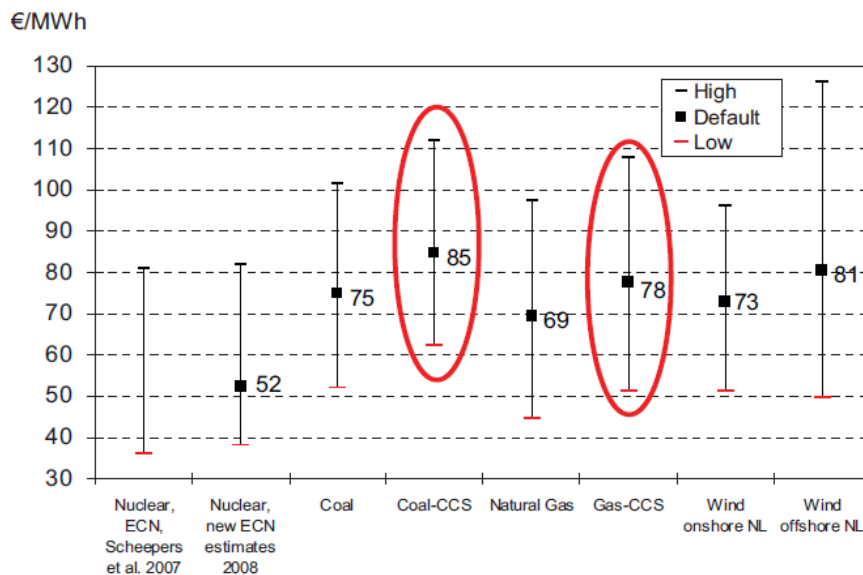 €/MWh
130
120
110
100
90
80
70
60
50
40
30
High
Default
Low
52
75
85
69
78
73
81
Nuclear,
ECN,
Scheepers
et al. 2007
Nuclear,
new ECN
estimates
2008
Coal
Coal-CCS
Natural Gas
Gas-CCS
Wind
onshore NL
Wind
offshore NL